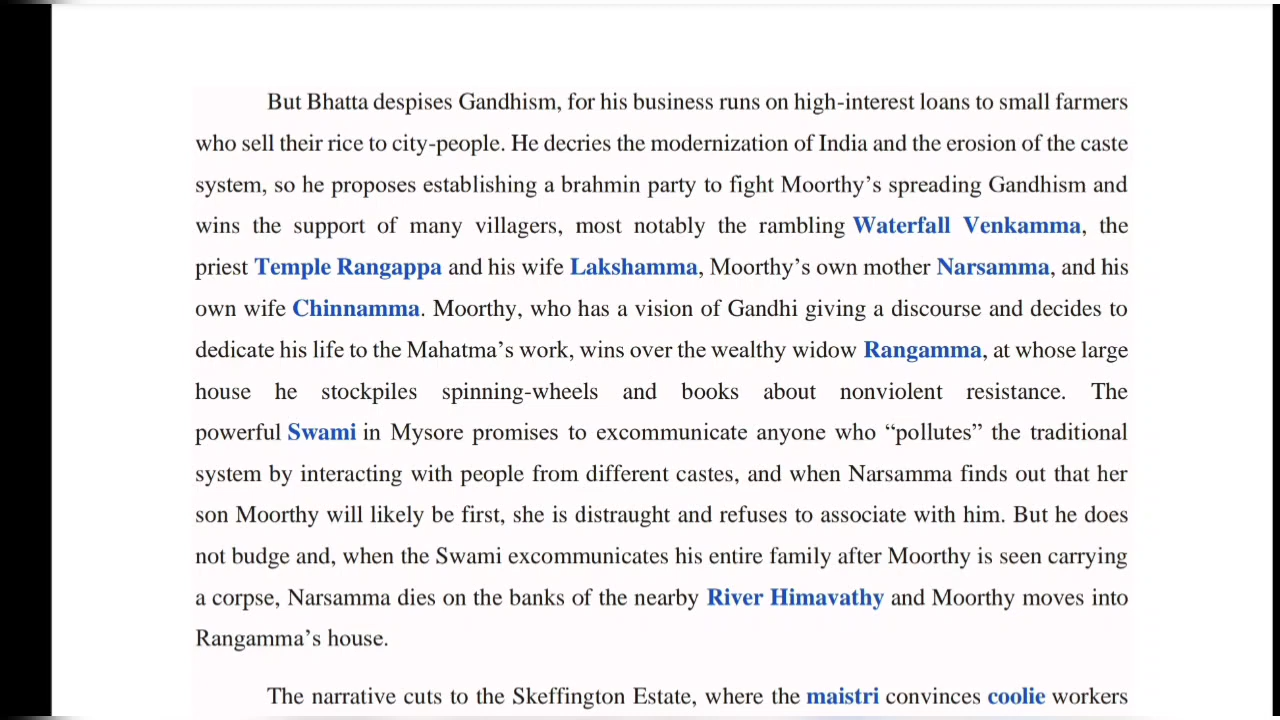 But Bhatta despises Gandhism, for his business runs on high-interest loans to small farmers
who sell their rice to city-people. He decries the modernization of India and the erosion of the caste
system, so he proposes establishing a brahmin party to fight Moorthy’s spreading Gandhism and
wins the support of many villagers, most notably the rambling Waterfall Venkamma, the
priest Temple Rangappa and his wife Lakshamma, Moorthy’s own mother Narsamma, and his
own wife Chinnamma. Moorthy, who has a vision of Gandhi giving a discourse and decides to
dedicate his life to the Mahatma’s work, wins over the wealthy widow Rangamma, at whose large
house he stockpiles spinning-wheels and books about nonviolent resistance. The
powerful Swami in Mysore promises to excommunicate anyone who “pollutes” the traditional
system by interacting with people from different castes, and when Narsamma finds out that her
son Moorthy will likely be first, she is distraught and refuses to associate with him. But he does
not budge and, when the Swami excommunicates his entire family after Moorthy is seen carrying
a corpse, Narsamma dies on the banks of the nearby River Himavathy and Moorthy moves into
Rangamma’s house.
The narrative cuts to the Skeffington Estate, where the maistri convinces coolie workers